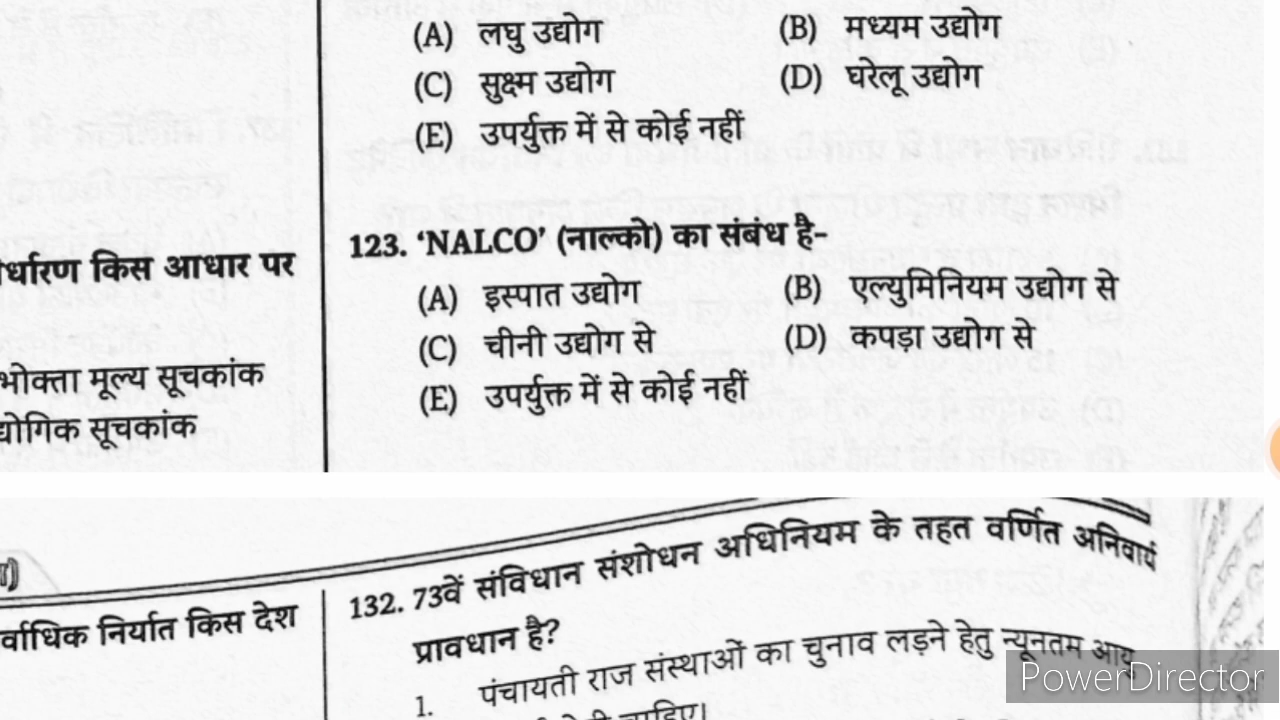 (A) लघु उद्योग (B) मध्यम उद्योग
(C) सुक्ष्म उद्योग (D) घरेलू उद्योग
(E) उपर्युक्त में से कोई नहीं
र्धारण किस आधार पर
भोक्ता मूल्य सूचकांक
द्योगिक सूचकांक
123. ‘NALCO’ (नाल्को) का संबंध है-
(A) इस्पात उद्योग (B) एल्युमिनियम उद्योग से
(C) चीनी उद्योग से (D) कपड़ा उद्योग से
(E) उपर्युक्त में से कोई नहीं
र्वाधिक निर्यात किस देश
132. 73वें संविधान संशोधन अधिनियम के तहत वर्णित अनिवार्य
प्रावधान है?
1. पंचायती राज संस्थाओं का चुनाव लड़ने हेतु न्यूनतम आयु
PowerDirector